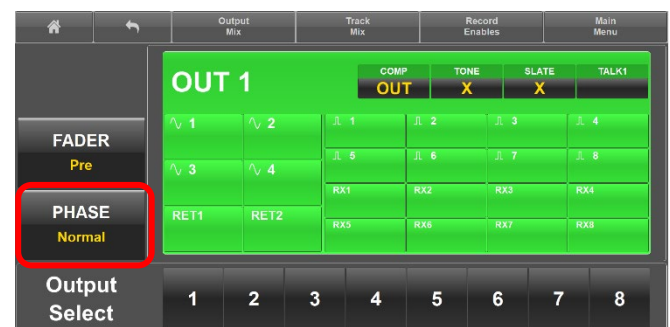 Output Mix
Track Mix
Record Enables
Main Menu
OUT 1
COMP TONE SLATE TALK1
OUT X X
FADER
Pre
PHASE
Normal
1 2 1 2 3 4
3 4 5 6 7 8
RX1 RX2 RX3 RX4
RET1 RET2 RX5 RX6 RX7 RX8
Output Select
1 2 3 4 5 6 7 8